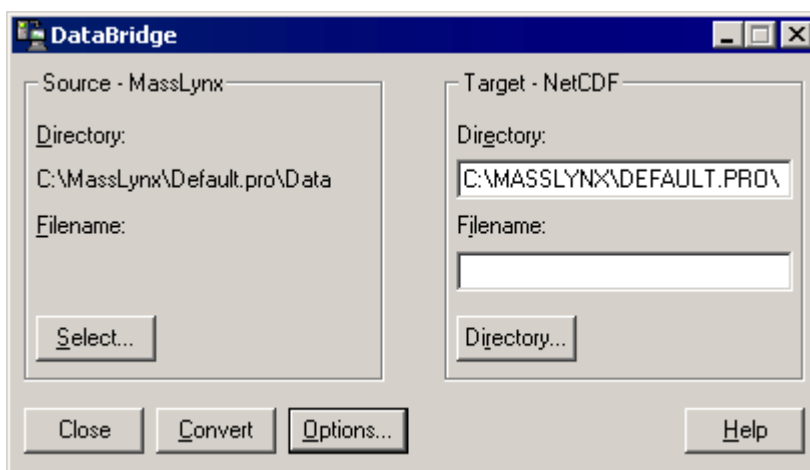 DataBridge
Source - MassLynx
Directory:
C:\MassLynx\Default.pro\Data
Filename:
Select...
Target - NetCDF
Directory:
C:\MASSLYNX\DEFAULT.PRO\
Filename:
Directory...
Close
Convert
Options...
Help